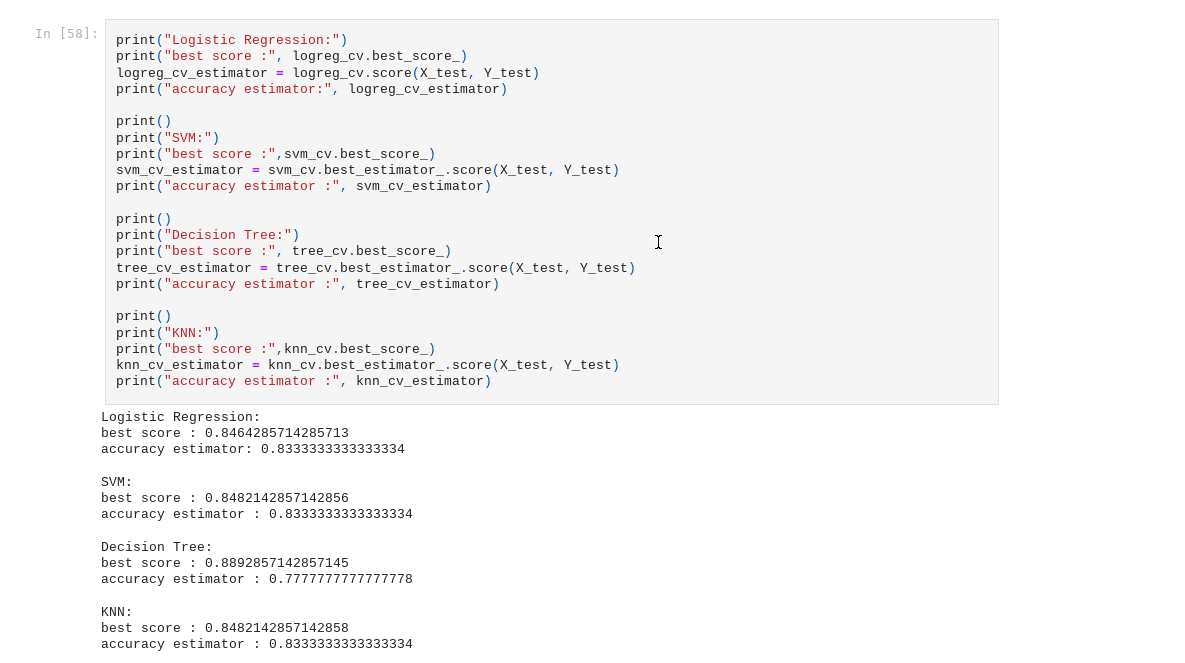 In [58]:
print("Logistic Regression:")
print("best score :", logreg_cv.best_score_)
logreg_cv_estimator = logreg_cv.score(X_test, Y_test)
print("accuracy estimator:", logreg_cv_estimator)
print()
print("SVM:")
print("best score :",svm_cv.best_score_)
svm_cv_estimator = svm_cv.best_estimator_.score(X_test, Y_test)
print("accuracy estimator :", svm_cv_estimator)
print()
print("Decision Tree:")
print("best score :", tree_cv.best_score_)
tree_cv_estimator = tree_cv.best_estimator_.score(X_test, Y_test)
print("accuracy estimator :", tree_cv_estimator)
print()
print("KNN:")
print("best score :",knn_cv.best_score_)
knn_cv_estimator = knn_cv.best_estimator_.score(X_test, Y_test)
print("accuracy estimator :", knn_cv_estimator)
Logistic Regression:
best score : 0.8464285714285713
accuracy estimator: 0.8333333333333334
SVM:
best score : 0.8482142857142856
accuracy estimator : 0.8333333333333334
Decision Tree:
best score : 0.8892857142857145
accuracy estimator : 0.7777777777777778
KNN:
best score : 0.8482142857142858
accuracy estimator : 0.8333333333333334